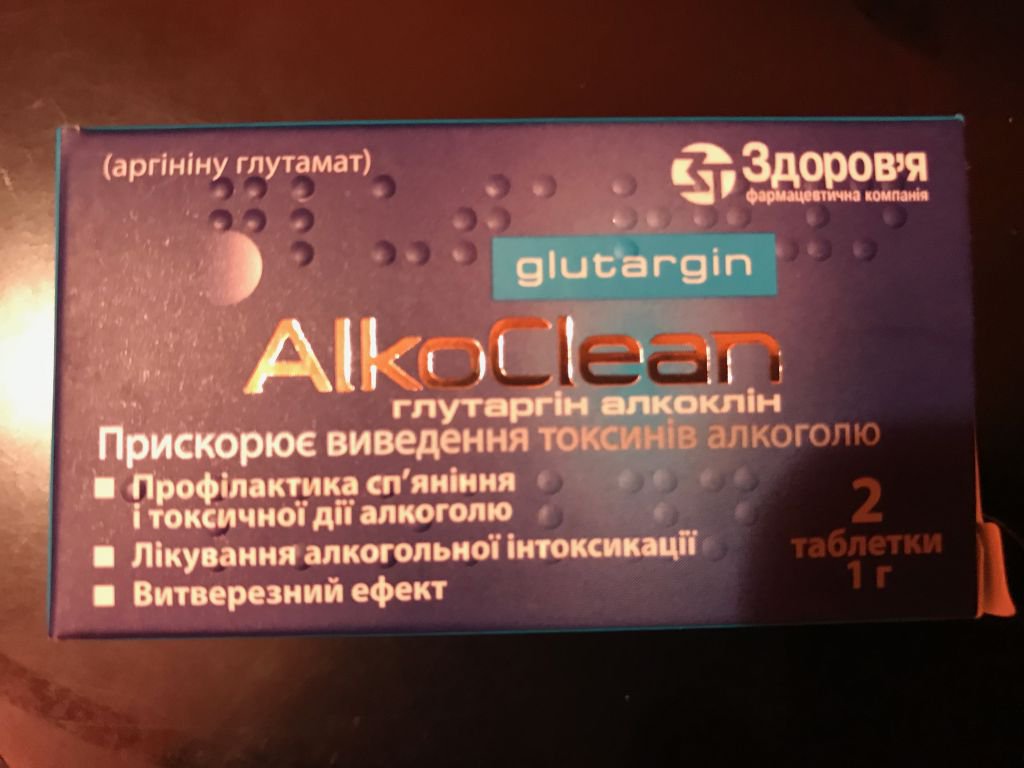 (аргініну глутамат)
Здоров'я
фармацевтична компанія
glutargin
AlkoClean
глутаргін алкоклін
Прискорює виведення токсинів алкоголю
Профілактика сп'яніння
і токсичної дії алкоголю
Лікування алкогольної інтоксикації
Витверезний ефект
2
таблетки
1 г